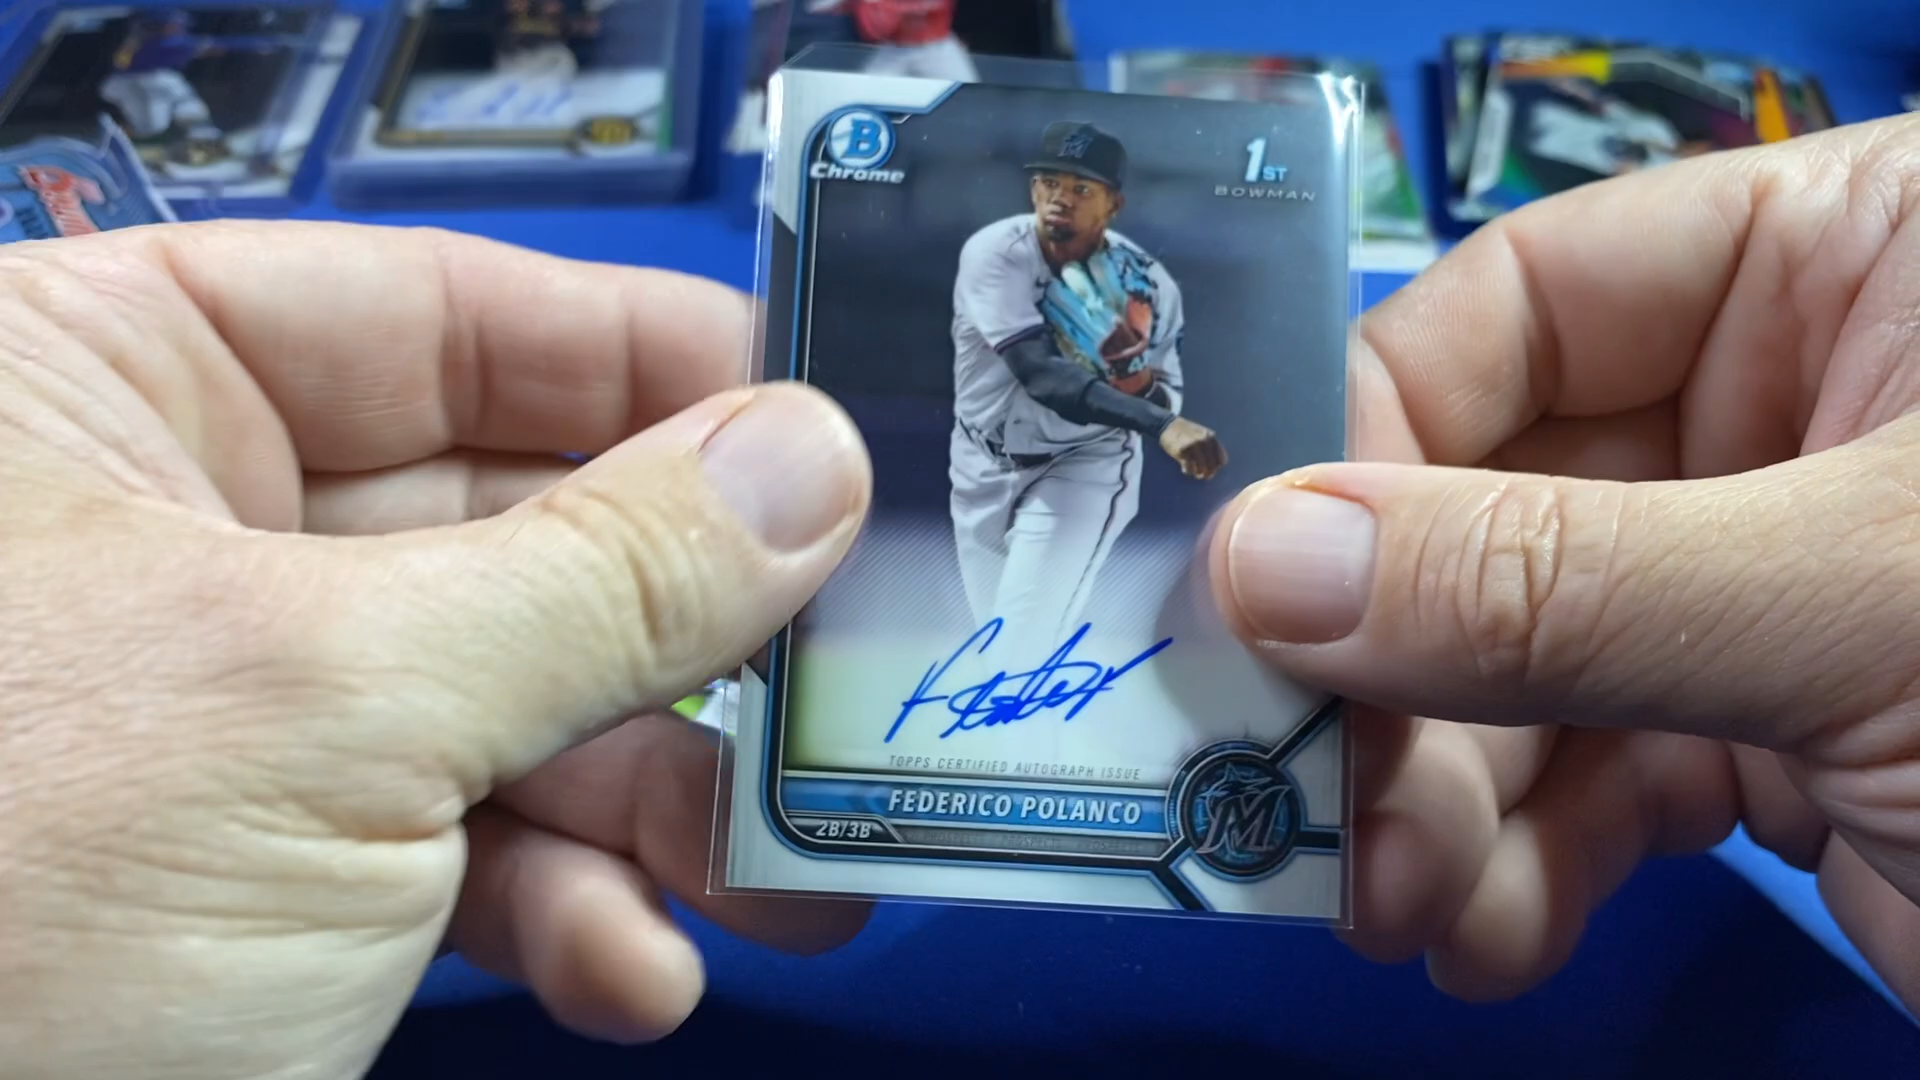 B
Chrome
1ST
BOWMAN
TOPPS CERTIFIED AUTOGRAPH ISSUE
FEDERICO POLANCO
2B/3B
M